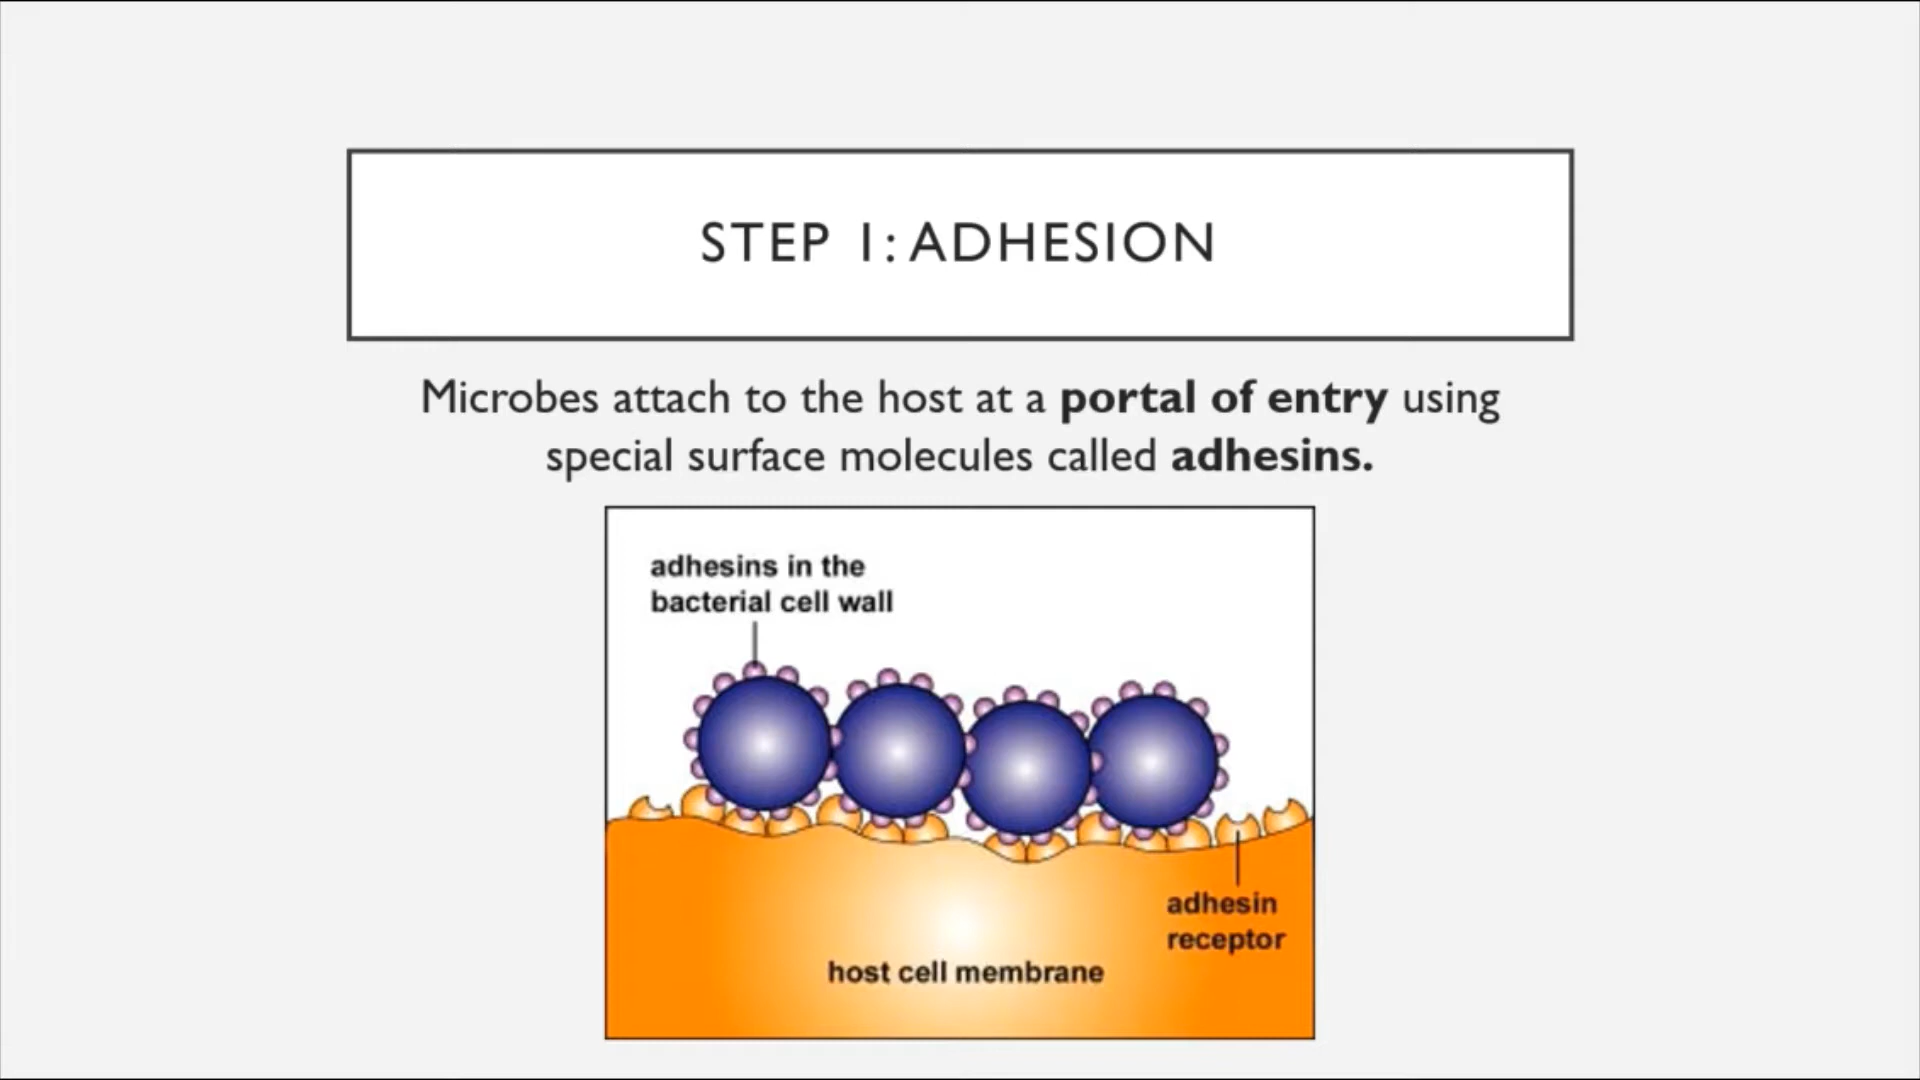 STEP 1: ADHESION
Microbes attach to the host at a portal of entry using
special surface molecules called adhesins.
adhesins in the
bacterial cell wall
adhesin
receptor
host cell membrane